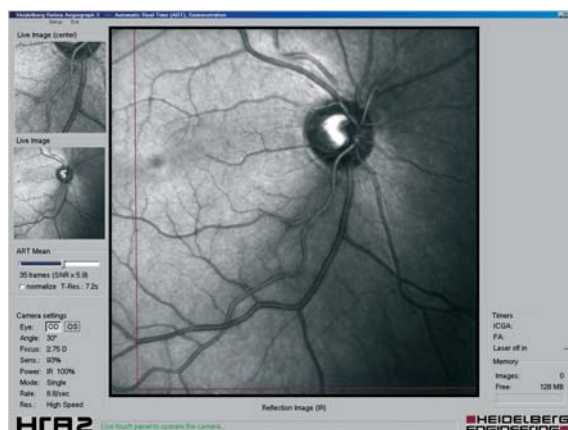 Heidelberg Retina Angiograph 2 --- Automatic Real Time (ART), Demonstration
Setup Exit
Live Image (center)
Live Image
ART Mean
35 frames (SNR x 5.9)
normalize T-Res.: 7.2s
Camera settings
Eye: OD OS
Angle: 30°
Focus: 2.75 D
Sens.: 93%
Power: IR 100%
Mode: Single
Rate: 8.8/sec
Res.: High Speed
HRA2
Use touch panel to operate the camera...
Reflection Image (IR)
Timers
ICGA:
FA:
Laser off in --
Memory
Images: 0
Free: 128 MB
HEIDELBERG
ENGINEERING